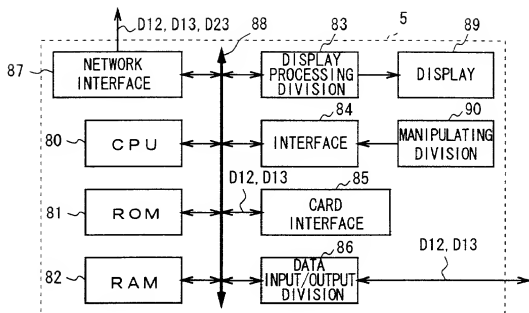 D12, D13, D23
88
83
5
89
87
NETWORK
INTERFACE
DISPLAY
PROCESSING
DIVISION
DISPLAY
84
90
80
CPU
INTERFACE
MANIPULATING
DIVISION
D12, D13
85
81
ROM
CARD
INTERFACE
86
D12, D13
82
RAM
DATA
INPUT/OUTPUT
DIVISION